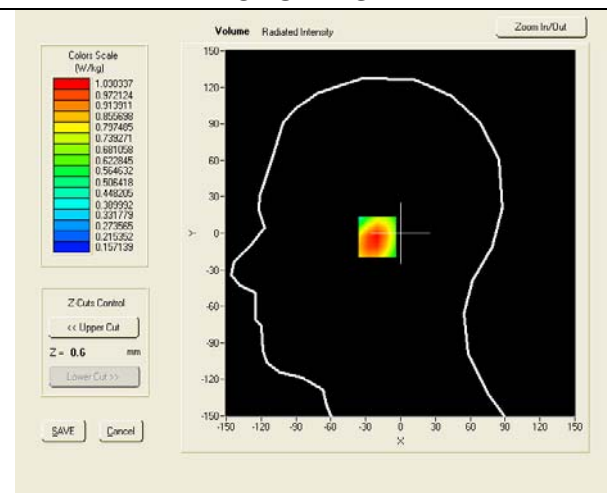 Volume Radiated Intensity
Zoom In/Out
Colors Scale
(W/kg)
1.030337
0.972124
0.913911
0.855698
0.797485
0.739271
0.681058
0.622845
0.564632
0.506418
0.448205
0.389992
0.331779
0.273565
0.215352
0.157139
Z-Cuts Control
<< Upper Cut
Z = 0.6 mm
Lower Cut >>
SAVE Cancel
150
120
90
60
30
0
-30
-60
-90
-120
-150
Y
-150 -120 -90 -60 -30 0 30 60 90 120 150
X